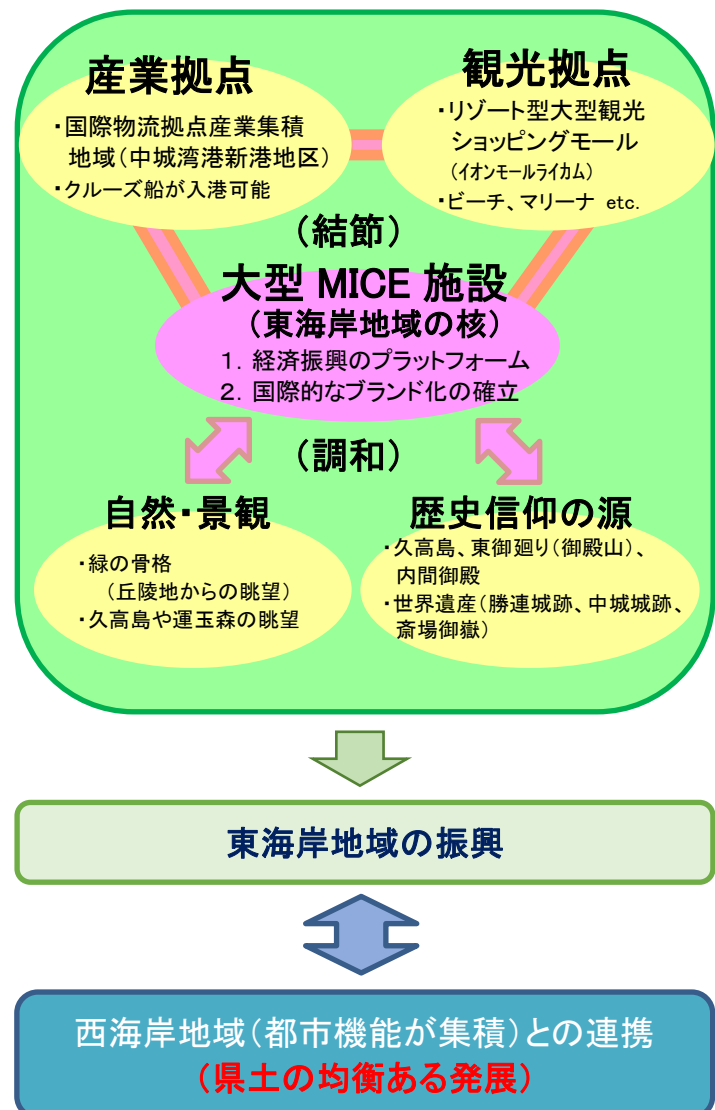 産業拠点
・国際物流拠点産業集積
地域（中城湾港新港地区）
・クルーズ船が入港可能
観光拠点
・リゾート型大型観光
ショッピングモール
（イオンモールライカム）
・ビーチ、マリーナ etc.
（結節）
大型 MICE 施設
（東海岸地域の核）
1．経済振興のプラットフォーム
２．国際的なブランド化の確立
（調和）
自然・景観
・緑の骨格
（丘陵地からの眺望）
・久高島や運玉森の眺望
歴史信仰の源
・久高島、東御廻り（御殿山）、
内間御殿
・世界遺産（勝連城跡、中城城跡、
斎場御嶽）
東海岸地域の振興
西海岸地域（都市機能が集積）との連携
（県土の均衡ある発展）